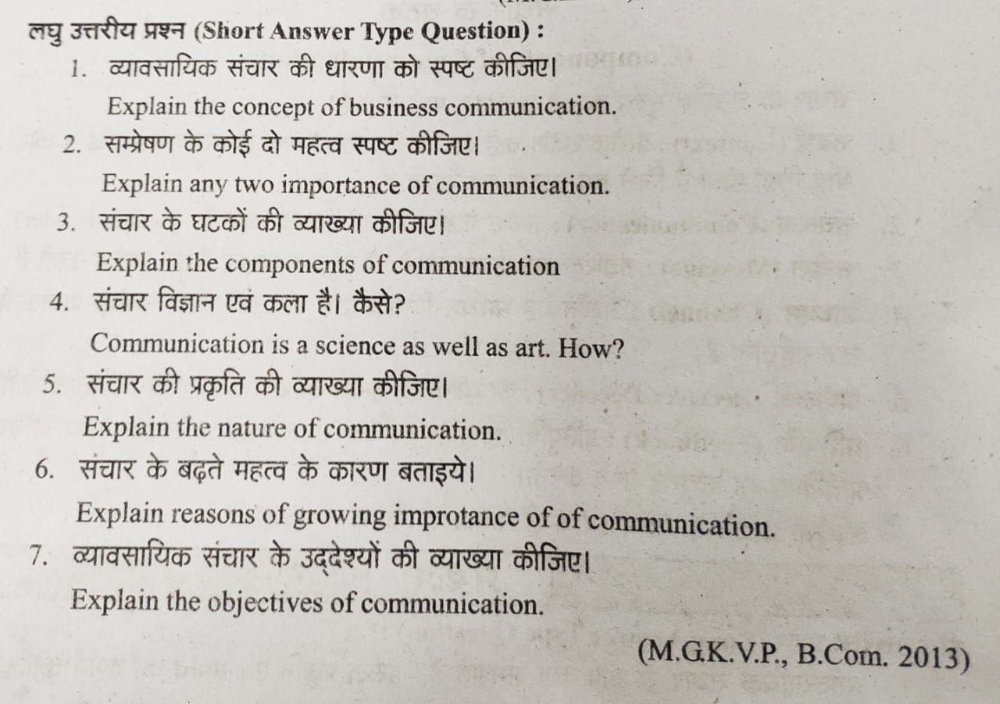 लघु उत्तरीय प्रश्न (Short Answer Type Question) :
1. व्यावसायिक संचार की धारणा को स्पष्ट कीजिए।
Explain the concept of business communication.
2. सम्प्रेषण के कोई दो महत्व स्पष्ट कीजिए।
Explain any two importance of communication.
3. संचार के घटकों की व्याख्या कीजिए।
Explain the components of communication
4. संचार विज्ञान एवं कला है। कैसे?
Communication is a science as well as art. How?
5. संचार की प्रकृति की व्याख्या कीजिए।
Explain the nature of communication.
6. संचार के बढ़ते महत्व के कारण बताइये।
Explain reasons of growing improtance of of communication.
7. व्यावसायिक संचार के उद्देश्यों की व्याख्या कीजिए।
Explain the objectives of communication.
(M.G.K.V.P., B.Com. 2013)